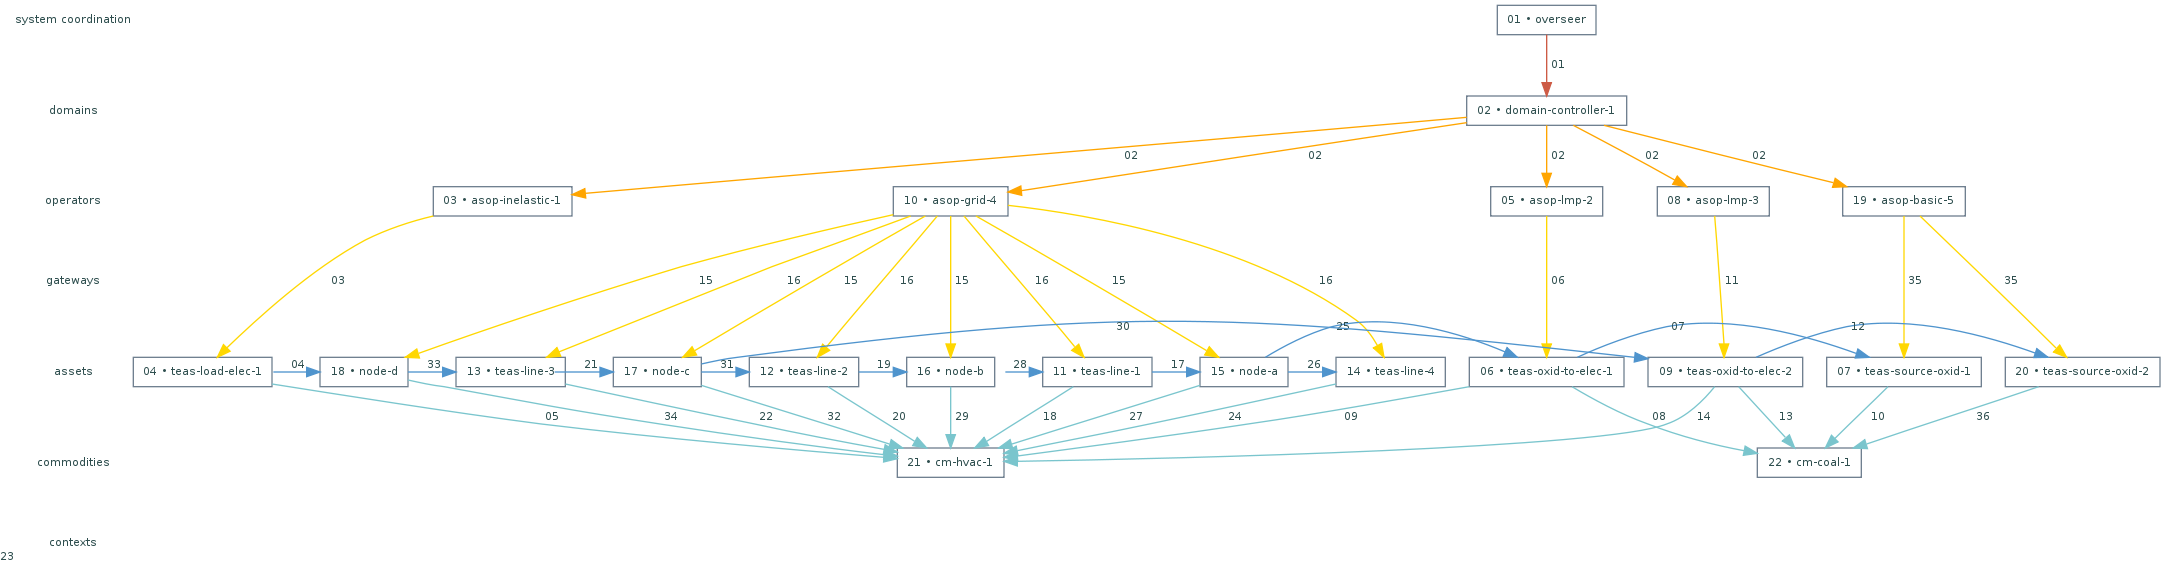 system coordination
01 • overseer
01
domains
02 • domain-controller-1
02 02 02 02 02
operators
03 • asop-inelastic-1
10 • asop-grid-4
05 • asop-lmp-2
08 • asop-lmp-3
19 • asop-basic-5
gateways
03 15 16 15 16 15 16 15 16 06 11 35 35
30 25 07 12
assets
04 • teas-load-elec-1
04
18 • node-d
33
13 • teas-line-3
21
17 • node-c
31
12 • teas-line-2
19
16 • node-b
28
11 • teas-line-1
17
15 • node-a
26
14 • teas-line-4
06 • teas-oxid-to-elec-1
09 • teas-oxid-to-elec-2
07 • teas-source-oxid-1
20 • teas-source-oxid-2
05 34 22 32 20 29 18 27 24 09 08 14 13 10 36
commodities
21 • cm-hvac-1
22 • cm-coal-1
contexts
23